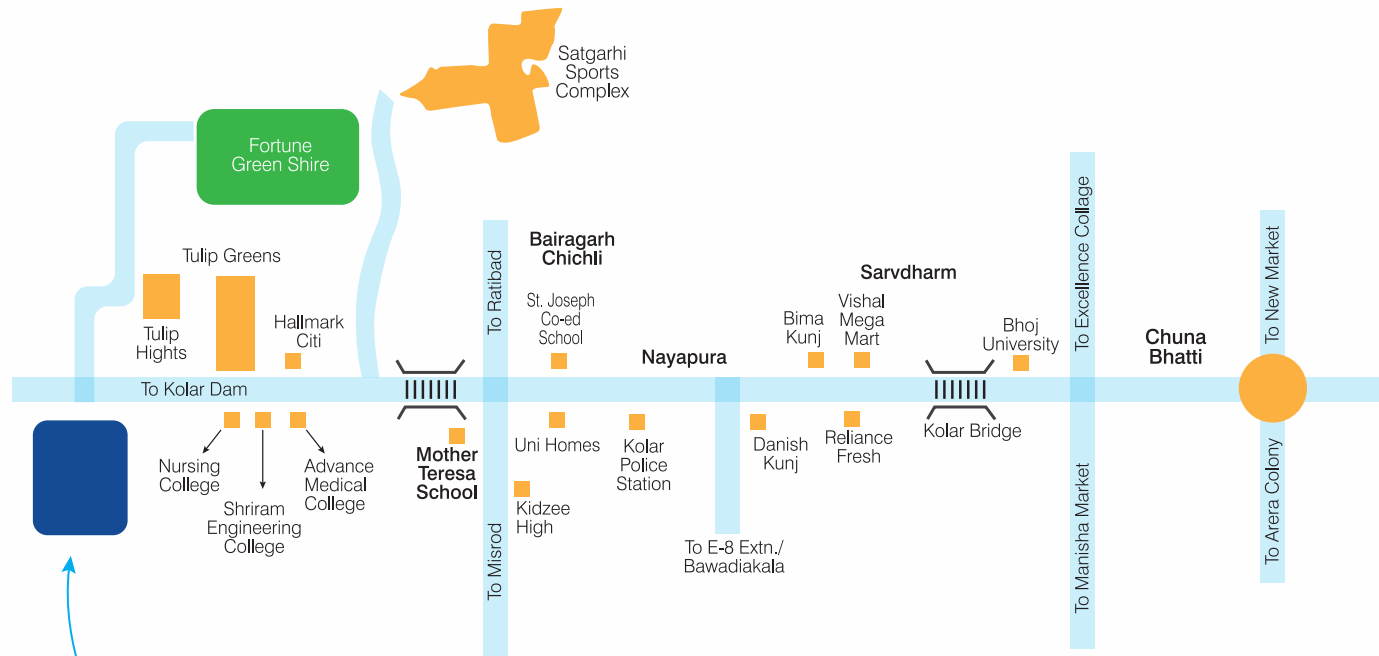 Satgarhi
Sports
Complex
Fortune
Green Shire
Tulip Greens
Tulip
Hights
Hallmark
Citi
To Ratibad
Bairagarh
Chichli
St. Joseph
Co-ed
School
Nayapura
Bima
Kunj
Sarvdharm
Vishal
Mega
Mart
Bhoj
University
To Excellence Collage
Chuna
Bhatti
To New Market
To Kolar Dam
Nursing
College
Shriram
Engineering
College
Advance
Medical
College
Mother
Teresa
School
To Misrod
Uni Homes
Kidzee
High
Kolar
Police
Station
To E-8 Extn./
Bawadiakala
Danish
Kunj
Reliance
Fresh
Kolar Bridge
To Manisha Market
To Arera Colony